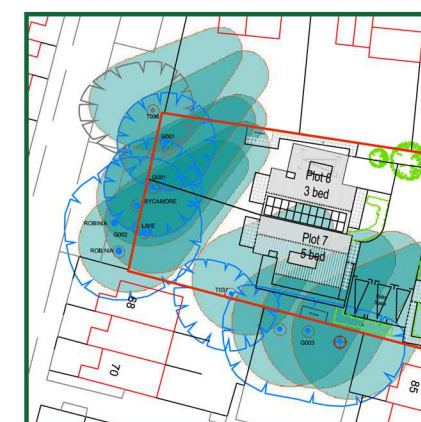 T036
G001
G001
SYCAMORE
ROBINIA
LIVE
G002
ROBINIA
Plot 8
3 bed
Plot 7
5 bed
T037
G003
68
70
85